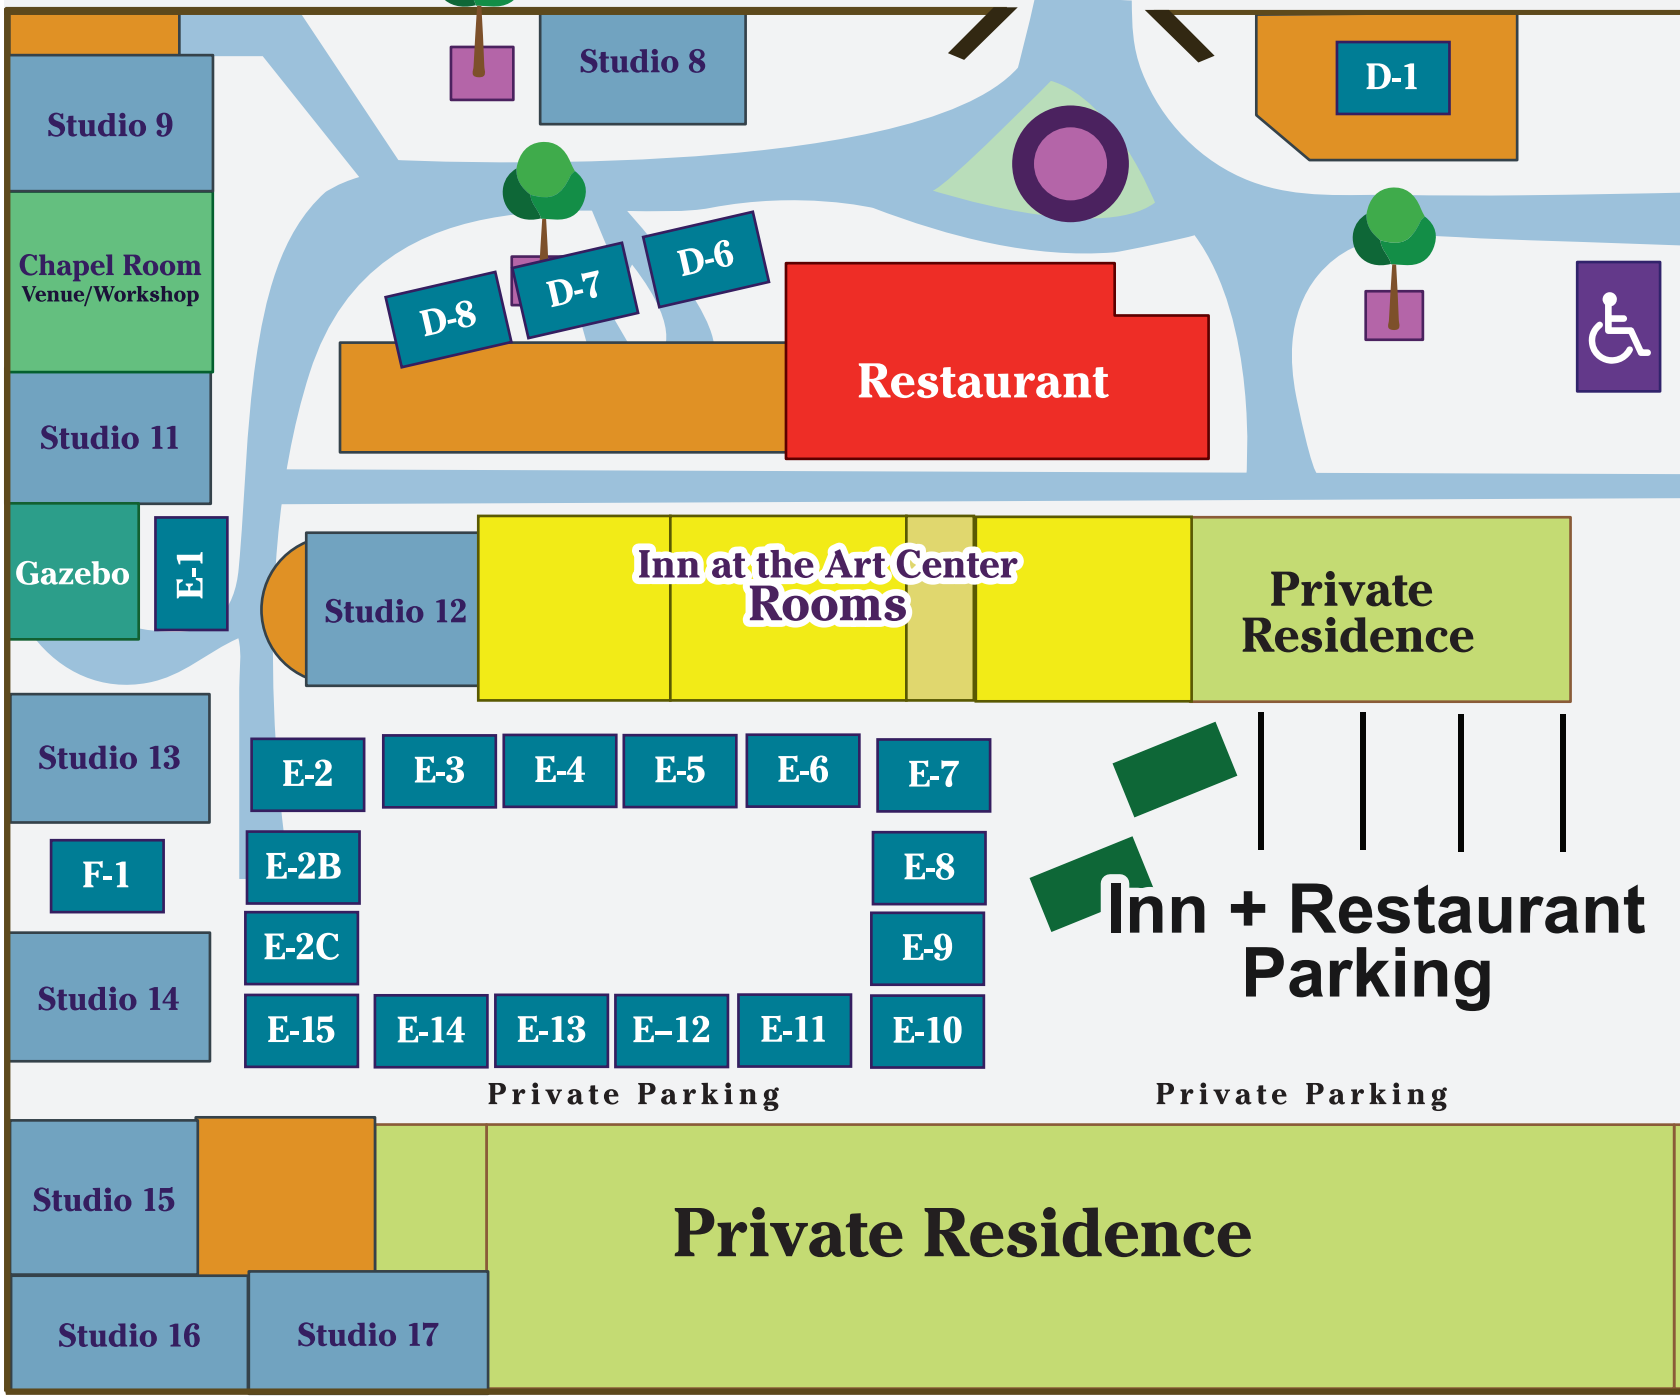 Studio 8
D-1
Studio 9
Chapel Room
Venue/Workshop
D-6
D-7
D-8
Restaurant
Studio 11
Gazebo
E-1
Studio 12
Inn at the Art Center
Rooms
Private
Residence
Studio 13
E-2
E-3
E-4
E-5
E-6
E-7
F-1
E-2B
E-8
Inn + Restaurant
Parking
E-2C
E-9
Studio 14
E-15
E-14
E-13
E–12
E-11
E-10
Private Parking
Private Parking
Studio 15
Private Residence
Studio 16
Studio 17